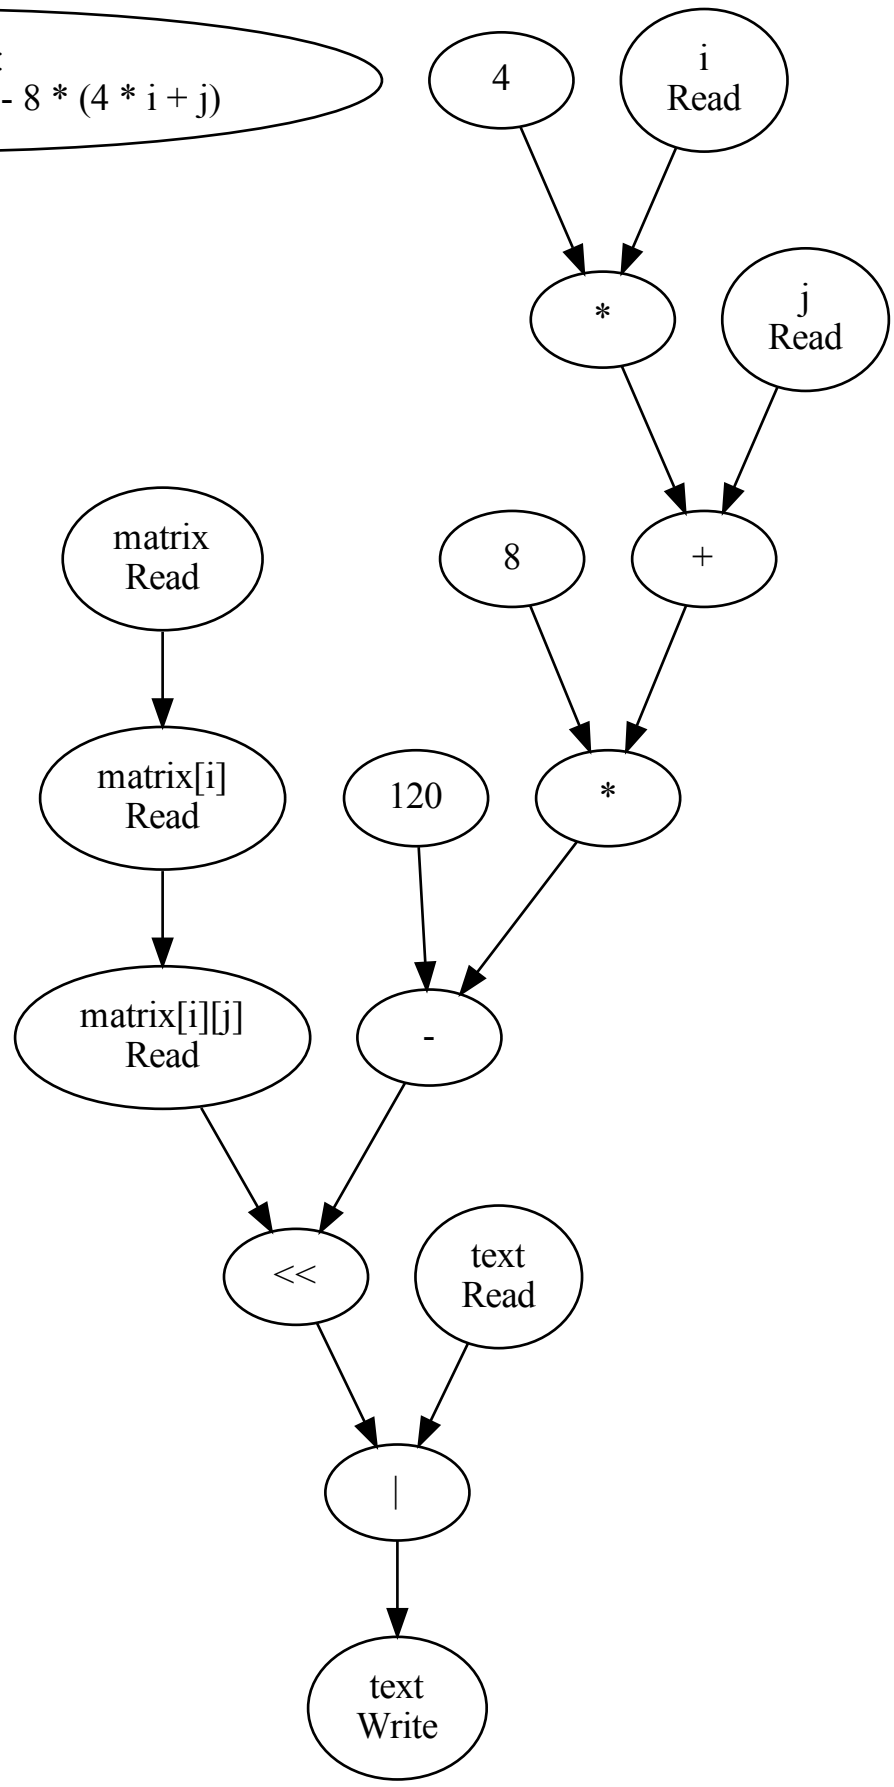 - 8 * (4 * i + j)
4
i
Read
*
j
Read
matrix
Read
8
+
matrix[i]
Read
120
*
matrix[i][j]
Read
-
<<
text
Read
|
text
Write